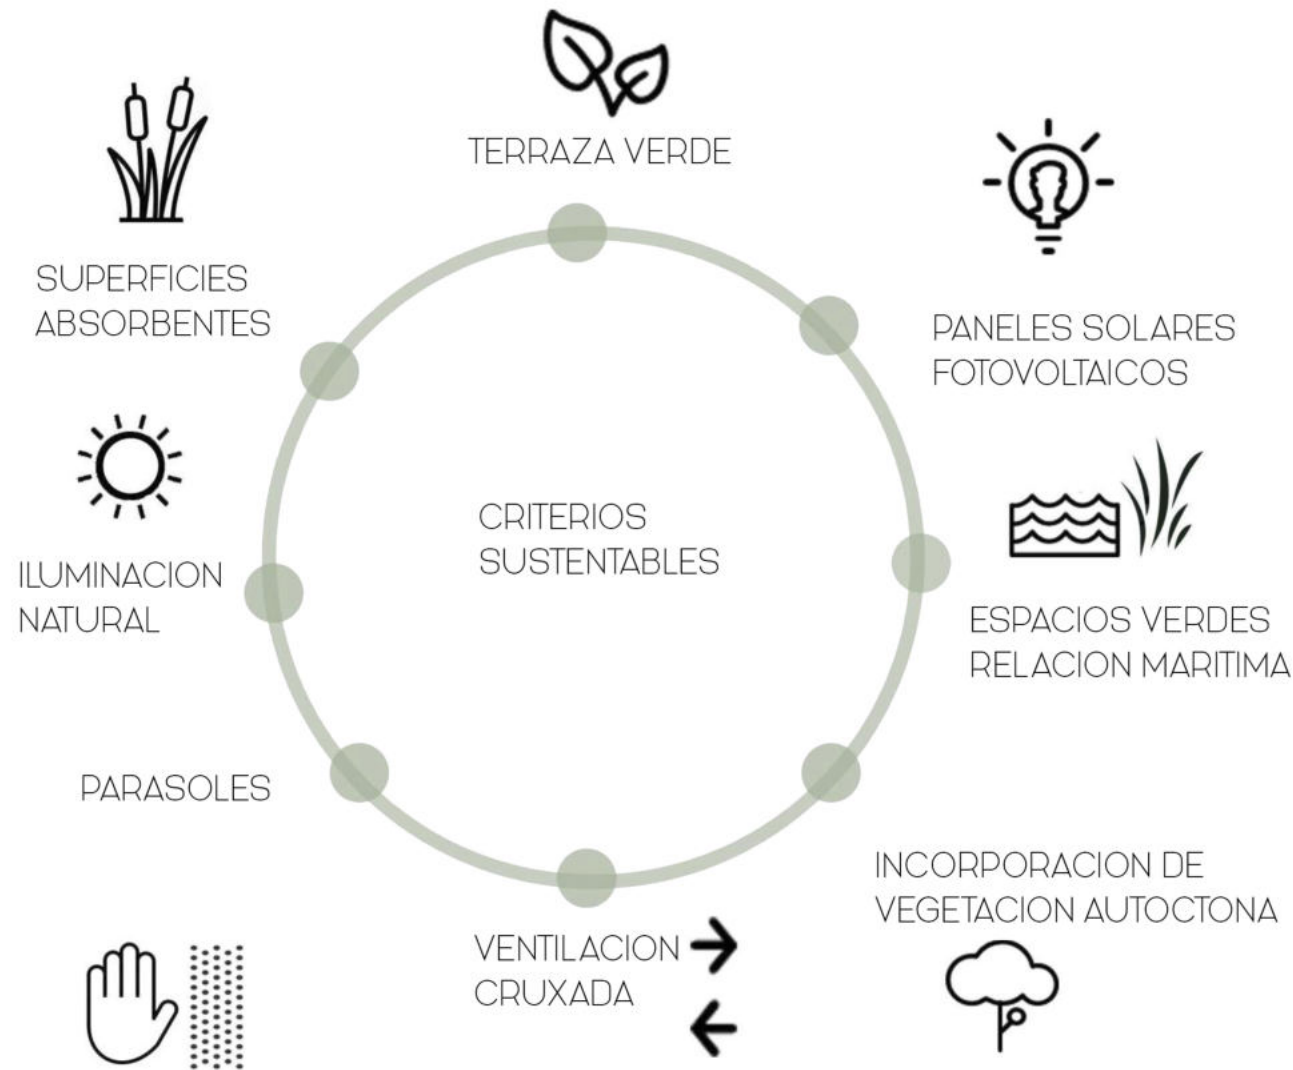 TERRAZA VERDE
SUPERFICIES
ABSORBENTES
PANELES SOLARES
FOTOVOLTAICOS
CRITERIOS
SUSTENTABLES
ILUMINACION
NATURAL
ESPACIOS VERDES
RELACION MARITIMA
PARASOLES
INCORPORACION DE
VEGETACION AUTOCTONA
VENTILACION
CRUXADA